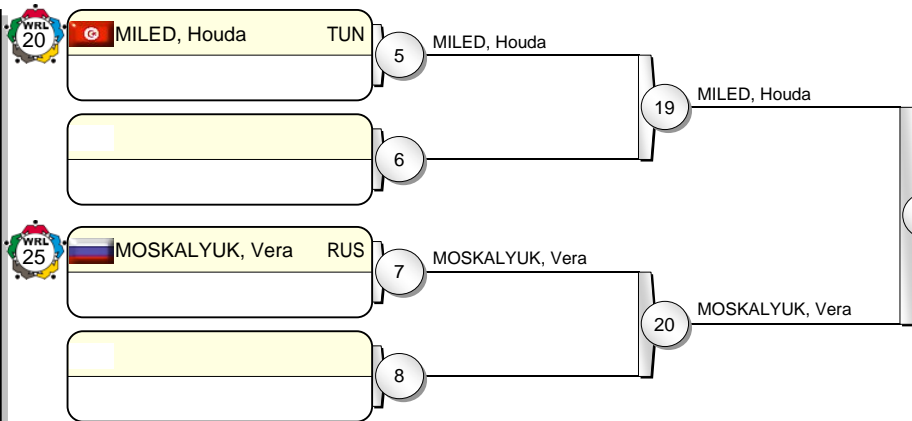 WRL
20
MILED, Houda TUN
5
MILED, Houda
19
MILED, Houda
6
WRL
25
MOSKALYUK, Vera RUS
7
MOSKALYUK, Vera
20
MOSKALYUK, Vera
8